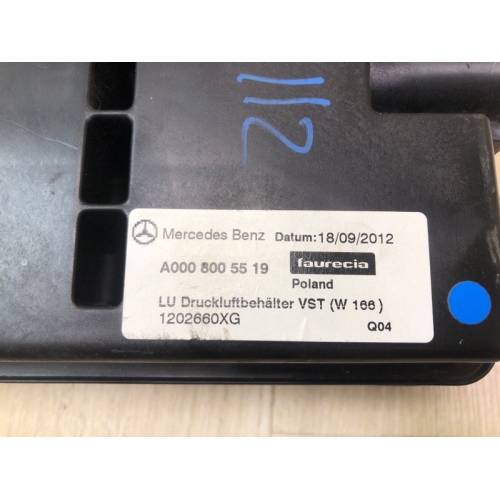 112
Mercedes Benz Datum:18/09/2012
A000 800 55 19 faurecia
Poland
LU Druckluftbehälter VST (W 166)
1202660XG
Q04